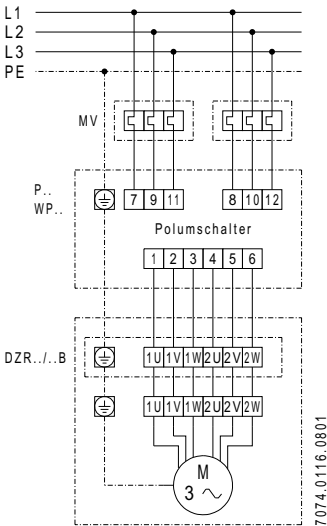 L1
L2
L3
PE
MV
P..
WP..
7 9 11 8 10 12
Polumschalter
1 2 3 4 5 6
DZR../..B
1U 1V 1W 2U 2V 2W
1U 1V 1W 2U 2V 2W
M
3 ~
1074.0116.0801